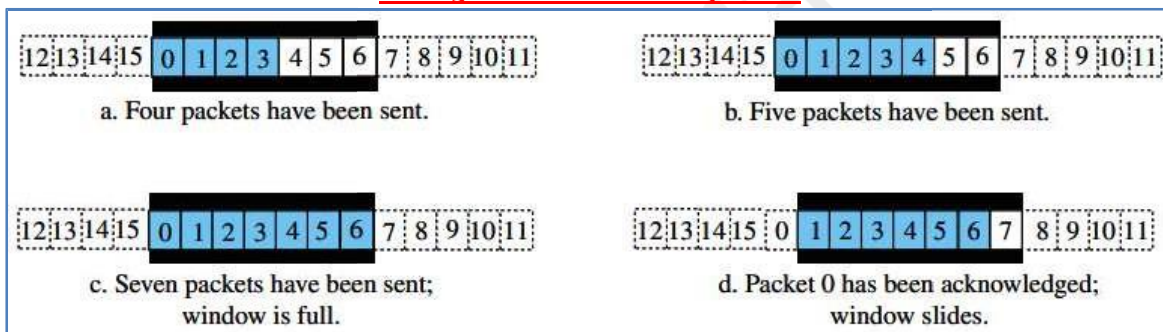 12 13 14 15 0 1 2 3 4 5 6 7 8 9 10 11
a. Four packets have been sent.
12 13 14 15 0 1 2 3 4 5 6 7 8 9 10 11
b. Five packets have been sent.
12 13 14 15 0 1 2 3 4 5 6 7 8 9 10 11
c. Seven packets have been sent;
window is full.
12 13 14 15 0 1 2 3 4 5 6 7 8 9 10 11
d. Packet 0 has been acknowledged;
window slides.